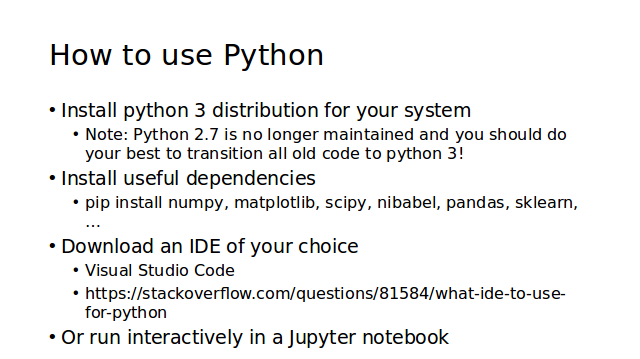 How to use Python
• Install python 3 distribution for your system
• Note: Python 2.7 is no longer maintained and you should do
your best to transition all old code to python 3!
• Install useful dependencies
• pip install numpy, matplotlib, scipy, nibabel, pandas, sklearn,
...
• Download an IDE of your choice
• Visual Studio Code
• https://stackoverflow.com/questions/81584/what-ide-to-use-
for-python
• Or run interactively in a Jupyter notebook